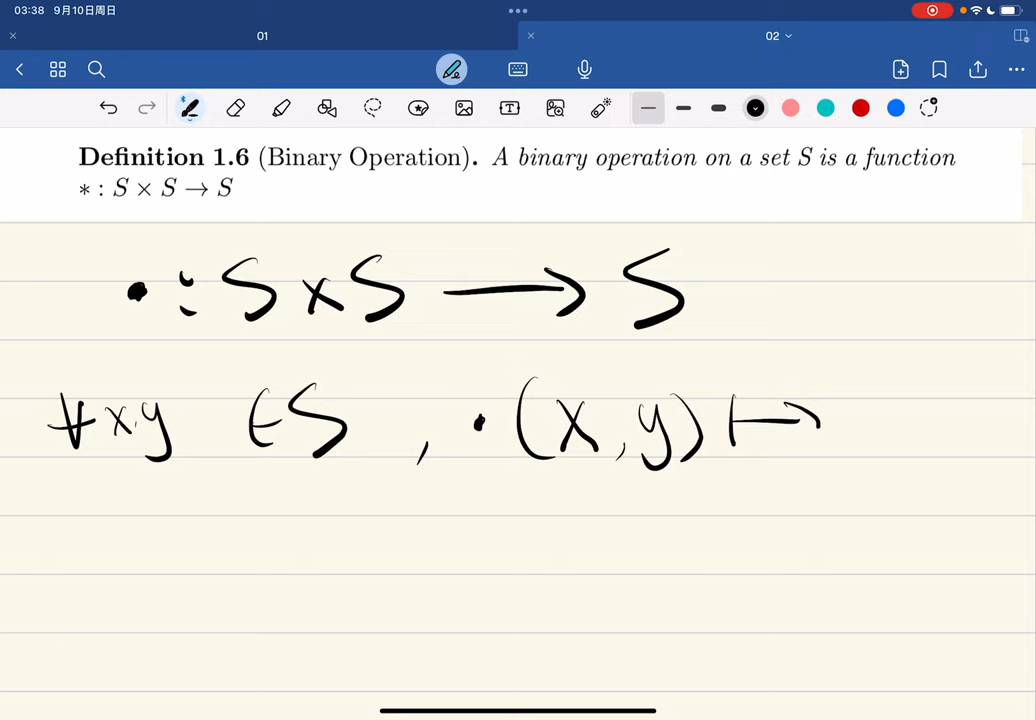 03:38 9月10日周日
01
02
Definition 1.6 (Binary Operation). A binary operation on a set S is a function
* : S × S → S
• : S × S ⟶ S
∀ x,y ∈ S , • (x, y) ↦